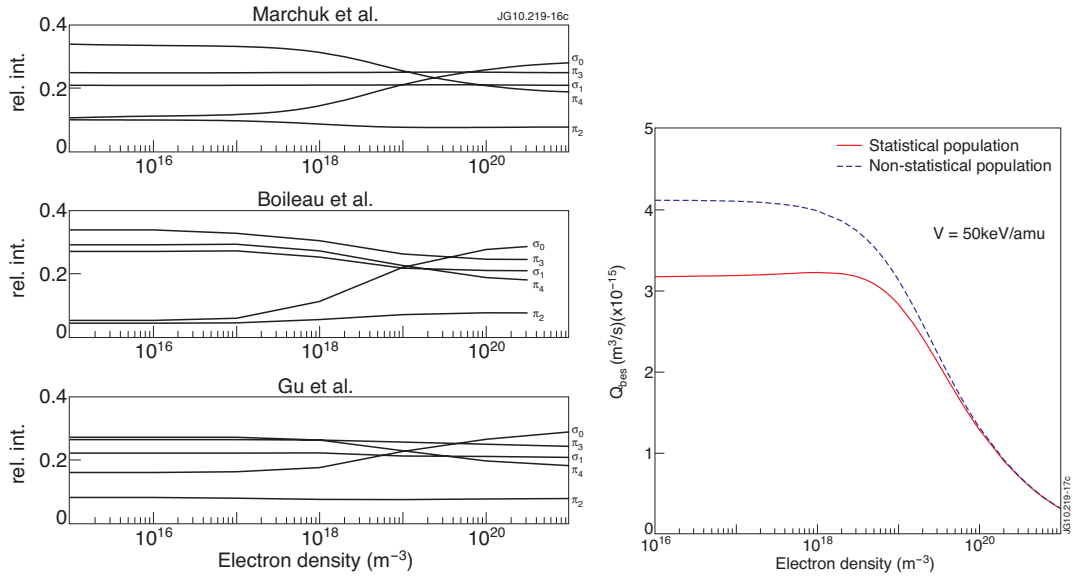 Marchuk et al.
JG10.219-16c
0.4
0.2
0
rel. int.
σ0
π3
σ1
π4
π2
10^16
10^18
10^20
Boileau et al.
0.4
0.2
0
rel. int.
σ0
π3
σ1
π4
π2
10^16
10^18
10^20
Gu et al.
0.4
0.2
0
rel. int.
σ0
π3
σ1
π4
π2
10^16
10^18
10^20
Electron density (m⁻³)
5
4
3
2
1
0
Q_bes (m³/s)(x10⁻¹⁵)
Statistical population
Non-statistical population
V = 50keV/amu
10^16
10^18
10^20
Electron density (m⁻³)
JG10.219-17c